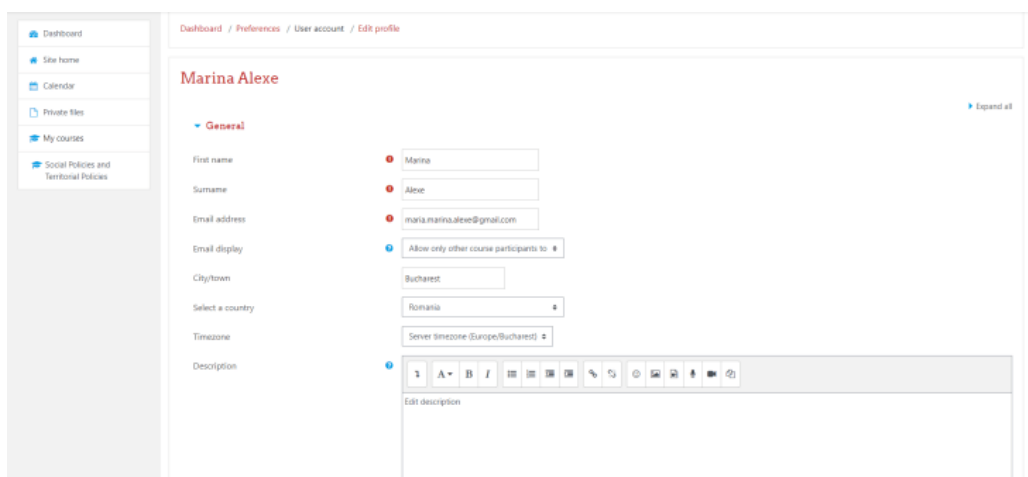 Dashboard
Site home
Calendar
Private files
My courses
Social Policies and
Territorial Policies
Dashboard / Preferences / User account / Edit profile
Marina Alexe
Expand all
General
First name
Marina
Surname
Alexe
Email address
maria.marina.alexe@gmail.com
Email display
Allow only other course participants to
City/town
Bucharest
Select a country
Romania
Timezone
Server timezone (Europe/Bucharest)
Description
A B I
Edit description